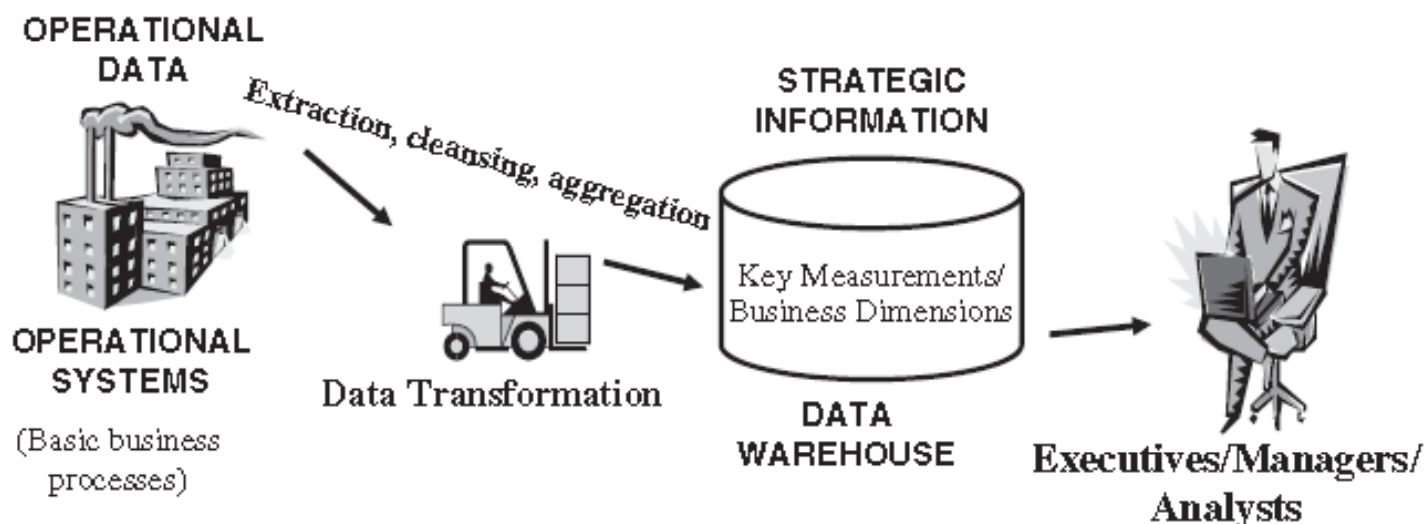 OPERATIONAL
DATA
Extraction, cleansing, aggregation
STRATEGIC
INFORMATION
Key Measurements/
Business Dimensions
OPERATIONAL
SYSTEMS
(Basic business
processes)
Data Transformation
DATA
WAREHOUSE
Executives/Managers/
Analysts